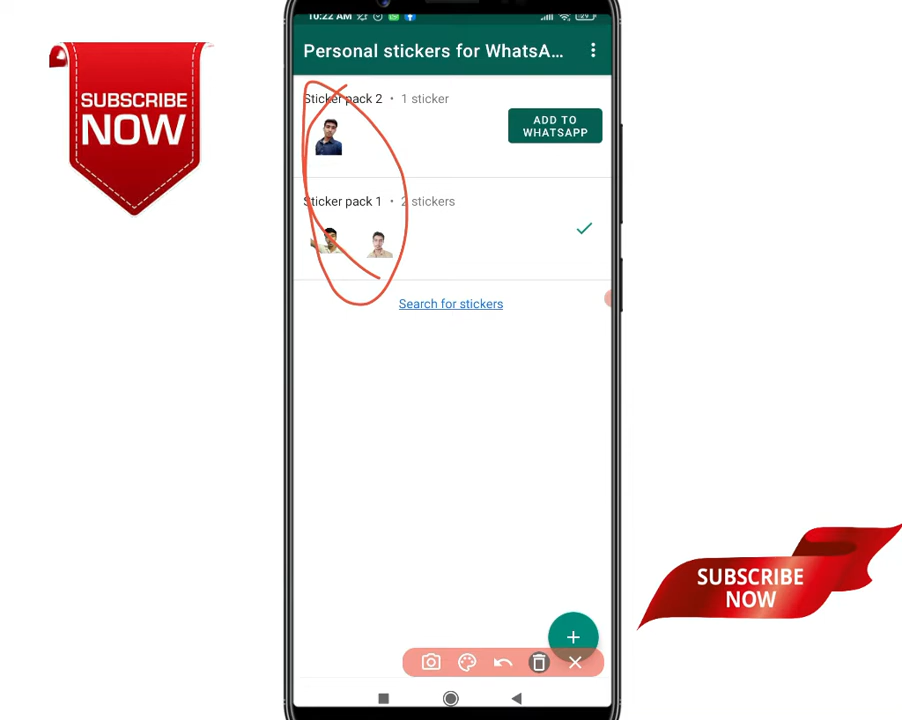 10:22 AM
SUBSCRIBE
NOW
Personal stickers for WhatsA...
Sticker pack 2 • 1 sticker
ADD TO
WHATSAPP
Sticker pack 1 • 2 stickers
Search for stickers
SUBSCRIBE
NOW